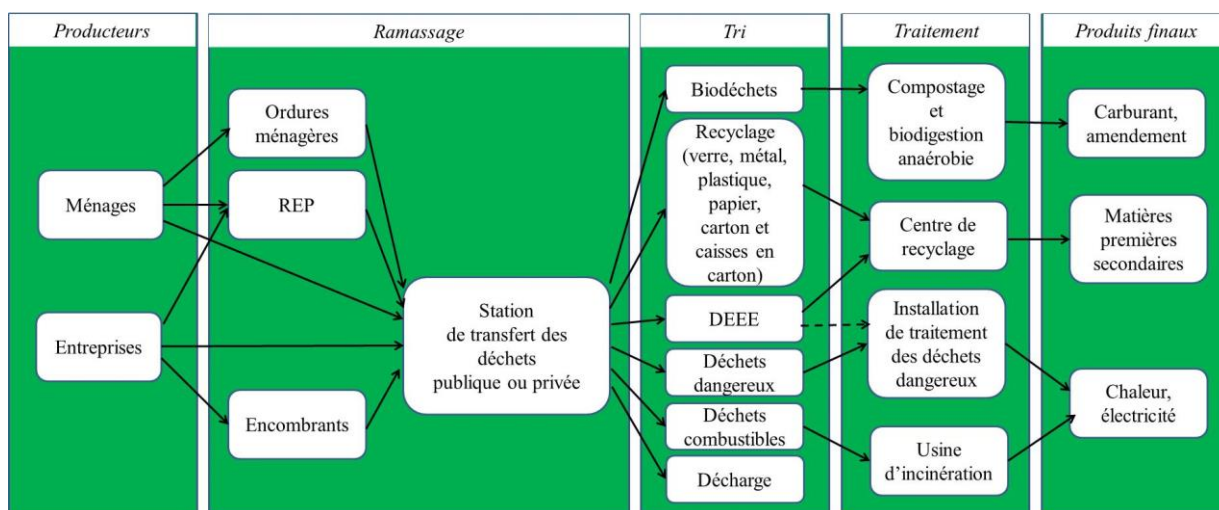 Producteurs
Ramassage
Tri
Traitement
Produits finaux
Ménages
Entreprises
Ordures
ménagères
REP
Encombrants
Station
de transfert des
déchets
publique ou privée
Biodéchets
Recyclage
(verre, métal,
plastique,
papier,
carton et
caisses en
carton)
DEEE
Déchets
dangereux
Déchets
combustibles
Décharge
Compostage
et
biodigestion
anaérobie
Centre de
recyclage
Installation
de traitement
des déchets
dangereux
Usine
d’incinération
Carburant,
amendement
Matières
premières
secondaires
Chaleur,
électricité